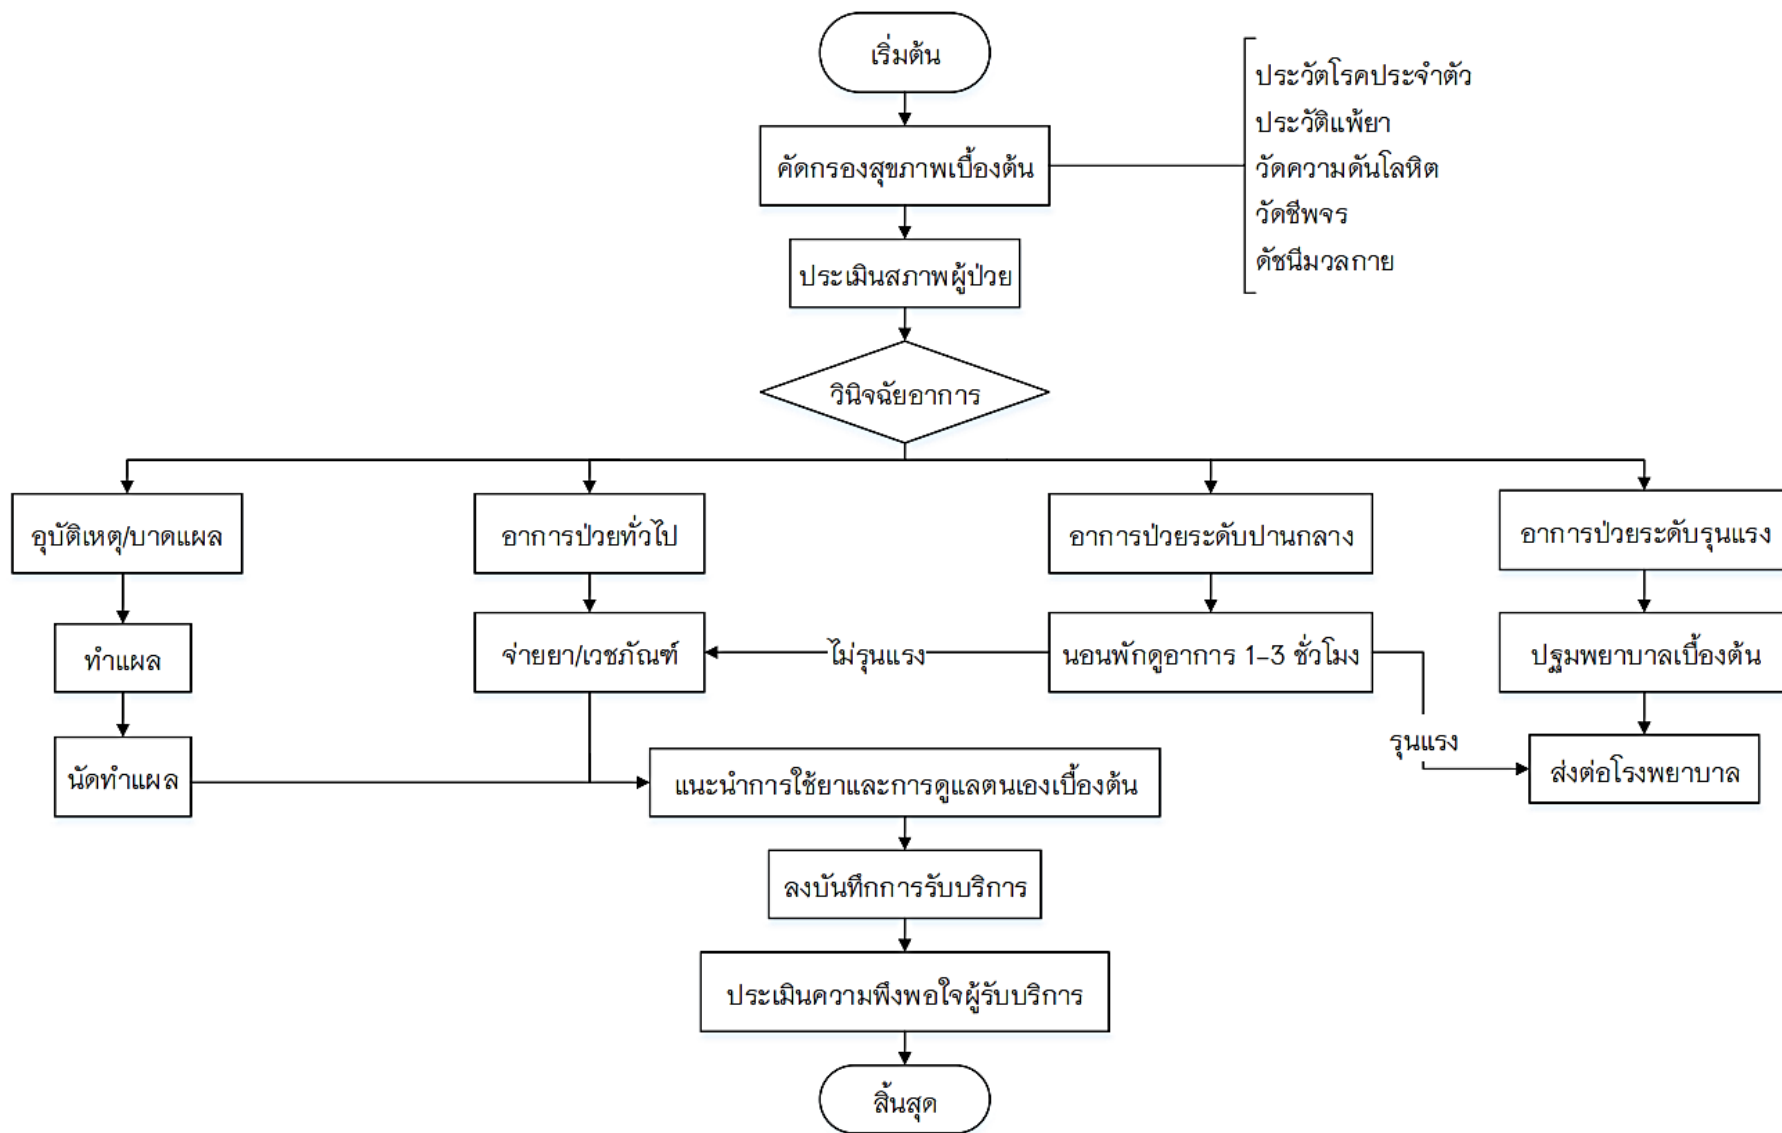 เริ่มต้น
คัดกรองสุขภาพเบื้องต้น
ประวัตโรคประจำตัว
ประวัติแพ้ยา
วัดความดันโลหิต
วัดชีพจร
ดัชนีมวลกาย
ประเมินสภาพผู้ป่วย
วินิจฉัยอาการ
อุบัติเหตุ/บาดแผล
อาการป่วยทั่วไป
อาการป่วยระดับปานกลาง
อาการป่วยระดับรุนแรง
ทำแผล
จ่ายยา/เวชภัณฑ์
ไม่รุนแรง
นอนพักดูอาการ 1-3 ชั่วโมง
ปฐมพยาบาลเบื้องต้น
รุนแรง
นัดทำแผล
แนะนำการใช้ยาและการดูแลตนเองเบื้องต้น
ส่งต่อโรงพยาบาล
ลงบันทึกการรับบริการ
ประเมินความพึงพอใจผู้รับบริการ
สิ้นสุด